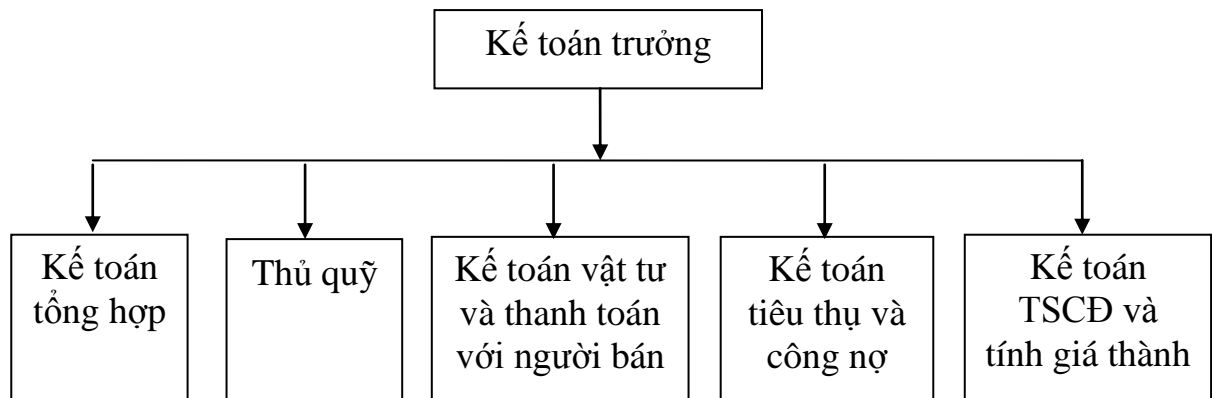 Kế toán trưởng
Kế toán
tổng hợp
Thủ quỹ
Kế toán vật tư
và thanh toán
với người bán
Kế toán
tiêu thụ và
công nợ
Kế toán
TSCĐ và
tính giá thành